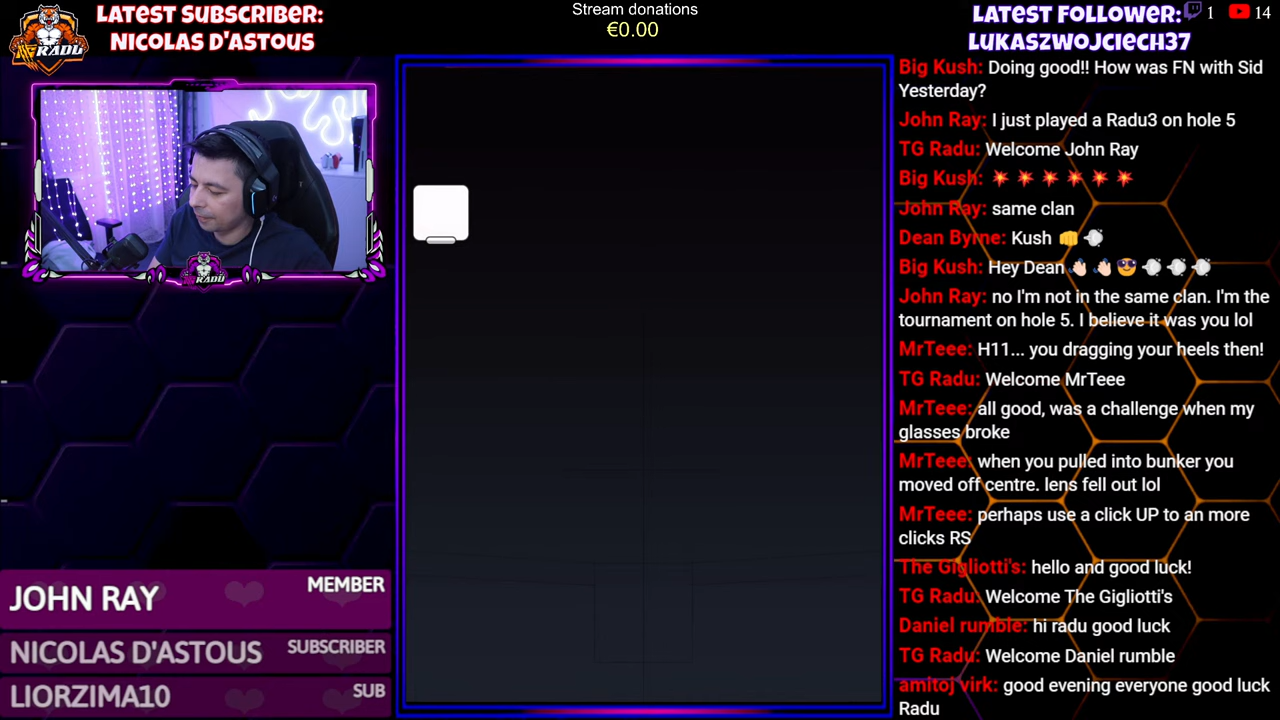 LATEST SUBSCRIBER:
NICOLAS D'ASTOUS
RADU
Stream donations
€0.00
LATEST FOLLOWER:
LUKASZWOJCIECH37
1
14
RADU
JOHN RAY MEMBER
NICOLAS D'ASTOUS SUBSCRIBER
LIORZIMA10 SUB
Big Kush: Doing good!! How was FN with Sid
Yesterday?
John Ray: I just played a Radu3 on hole 5
TG Radu: Welcome John Ray
Big Kush: 💥 💥 💥 💥 💥 💥
John Ray: same clan
Dean Byrne: Kush 👊💨
Big Kush: Hey Dean 👋🏻 👋🏻 😎 💨 💨 💨
John Ray: no I'm not in the same clan. I'm the
tournament on hole 5. I believe it was you lol
MrTeee: H11... you dragging your heels then!
TG Radu: Welcome MrTeee
MrTeee: all good, was a challenge when my
glasses broke
MrTeee: when you pulled into bunker you
moved off centre. lens fell out lol
MrTeee: perhaps use a click UP to an more
clicks RS
The Gigliotti's: hello and good luck!
TG Radu: Welcome The Gigliotti's
Daniel rumble: hi radu good luck
TG Radu: Welcome Daniel rumble
amitoj virk: good evening everyone good luck
Radu